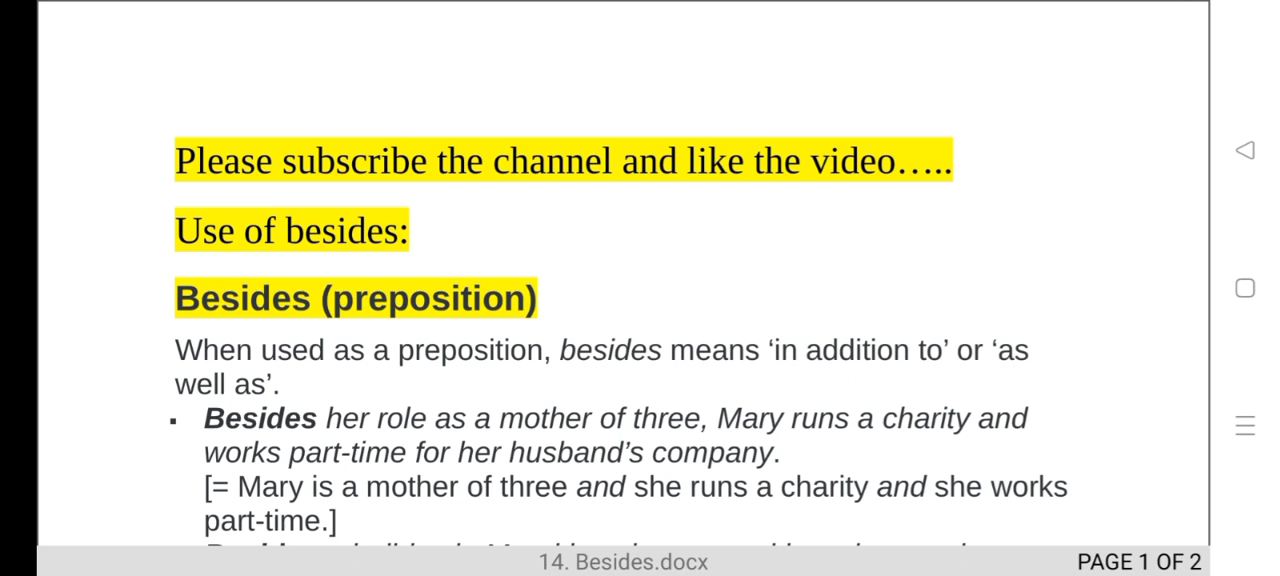 Please subscribe the channel and like the video…..
Use of besides:
Besides (preposition)
When used as a preposition, besides means ‘in addition to’ or ‘as
well as’.
▪ Besides her role as a mother of three, Mary runs a charity and
works part-time for her husband’s company.
[= Mary is a mother of three and she runs a charity and she works
part-time.]
14. Besides.docx
PAGE 1 OF 2